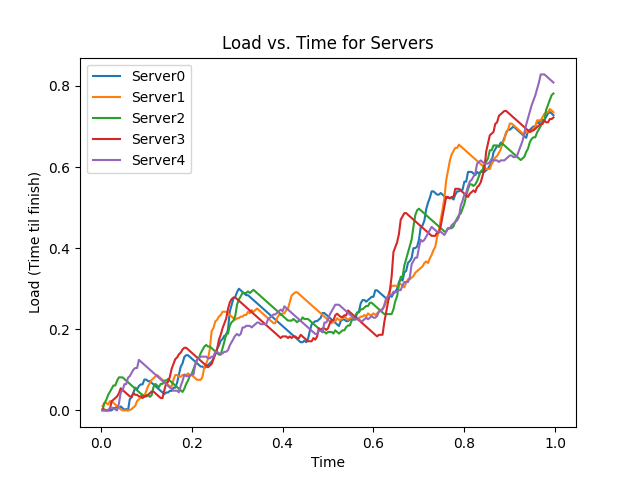 Load vs. Time for Servers
Server0
Server1
Server2
Server3
Server4
Load (Time til finish)
0.8
0.6
0.4
0.2
0.0
0.0
0.2
0.4
0.6
0.8
1.0
Time